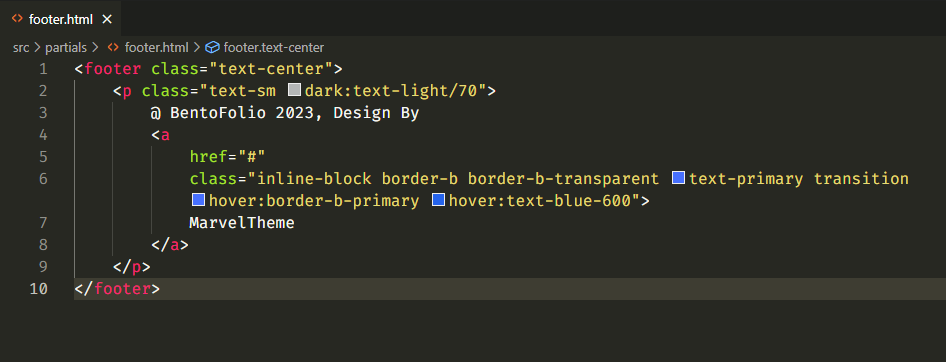 footer.html
src > partials > footer.html > footer.text-center
1 <footer class="text-center">
2 <p class="text-sm dark:text-light/70">
3 @ BentoFolio 2023, Design By
4 <a
5 href="#"
6 class="inline-block border-b border-b-transparent text-primary transition
hover:border-b-primary hover:text-blue-600">
7 MarvelTheme
8 </a>
9 </p>
10 </footer>